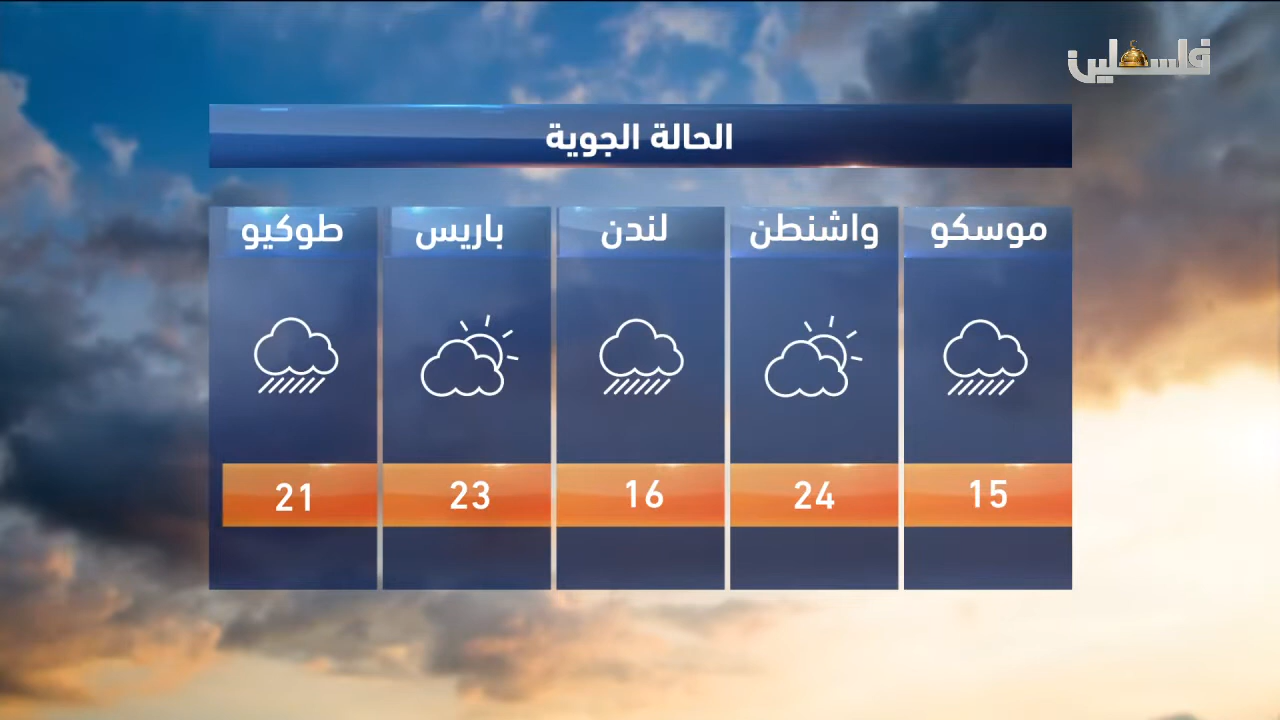 فلسطين
الحالة الجوية
موسكو
واشنطن
لندن
باريس
طوكيو
15
24
16
23
21